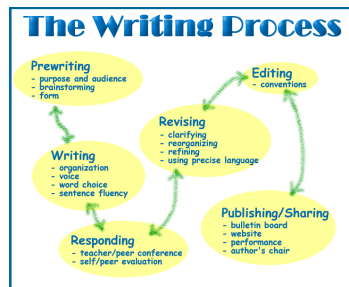 The Writing Process
Prewriting
- purpose and audience
- brainstorming
- form
Writing
- organization
- voice
- word choice
- sentence fluency
Responding
- teacher/peer conference
- self/peer evaluation
Revising
- clarifying
- reorganizing
- refining
- using precise language
Editing
- conventions
Publishing/Sharing
- bulletin board
- website
- performance
- author's chair